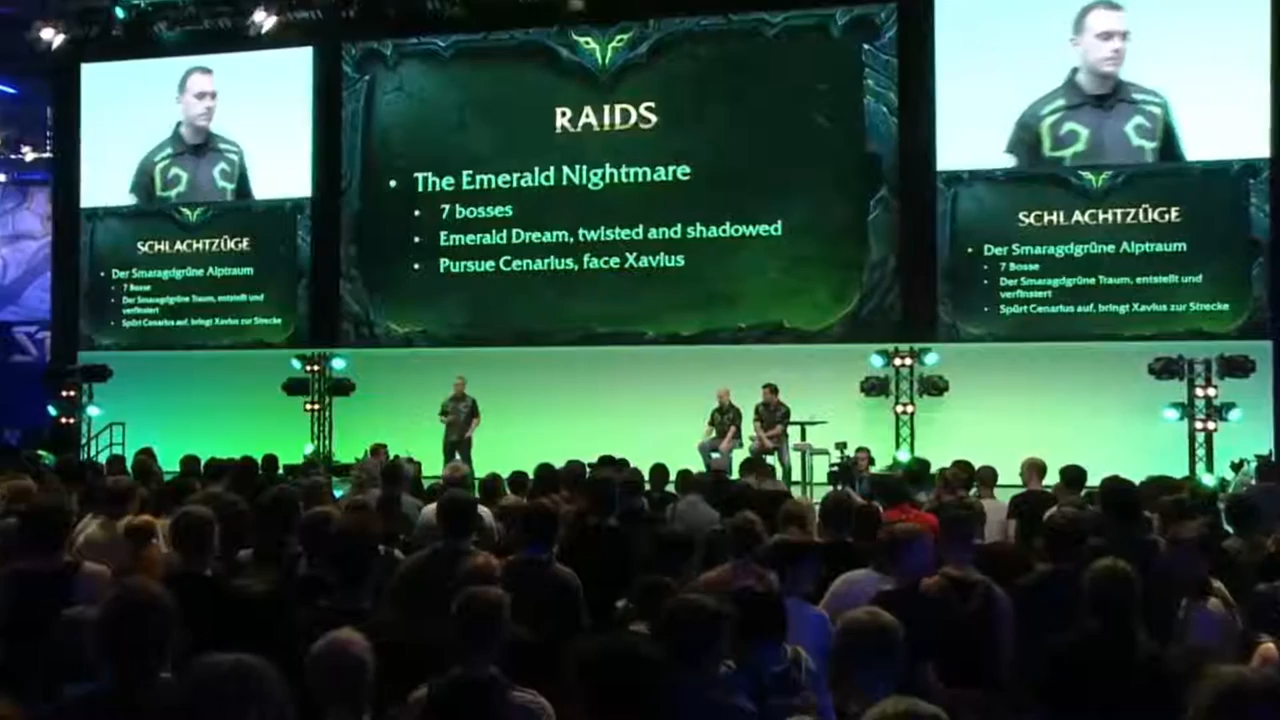 RAIDS
• The Emerald Nightmare
• 7 bosses
• Emerald Dream, twisted and shadowed
• Pursue Cenarius, face Xavius
SCHLACHTZÜGE
• Der Smaragdgrüne Alptraum
• 7 Bosse
• Der Smaragdgrüne Traum, entstellt und
verfinstert
• Spürt Cenarius auf, bringt Xavius zur Strecke
SCHLACHTZÜGE
• Der Smaragdgrüne Alptraum
• 7 Bosse
• Der Smaragdgrüne Traum, entstellt und
verfinstert
• Spürt Cenarius auf, bringt Xavius zur Strecke